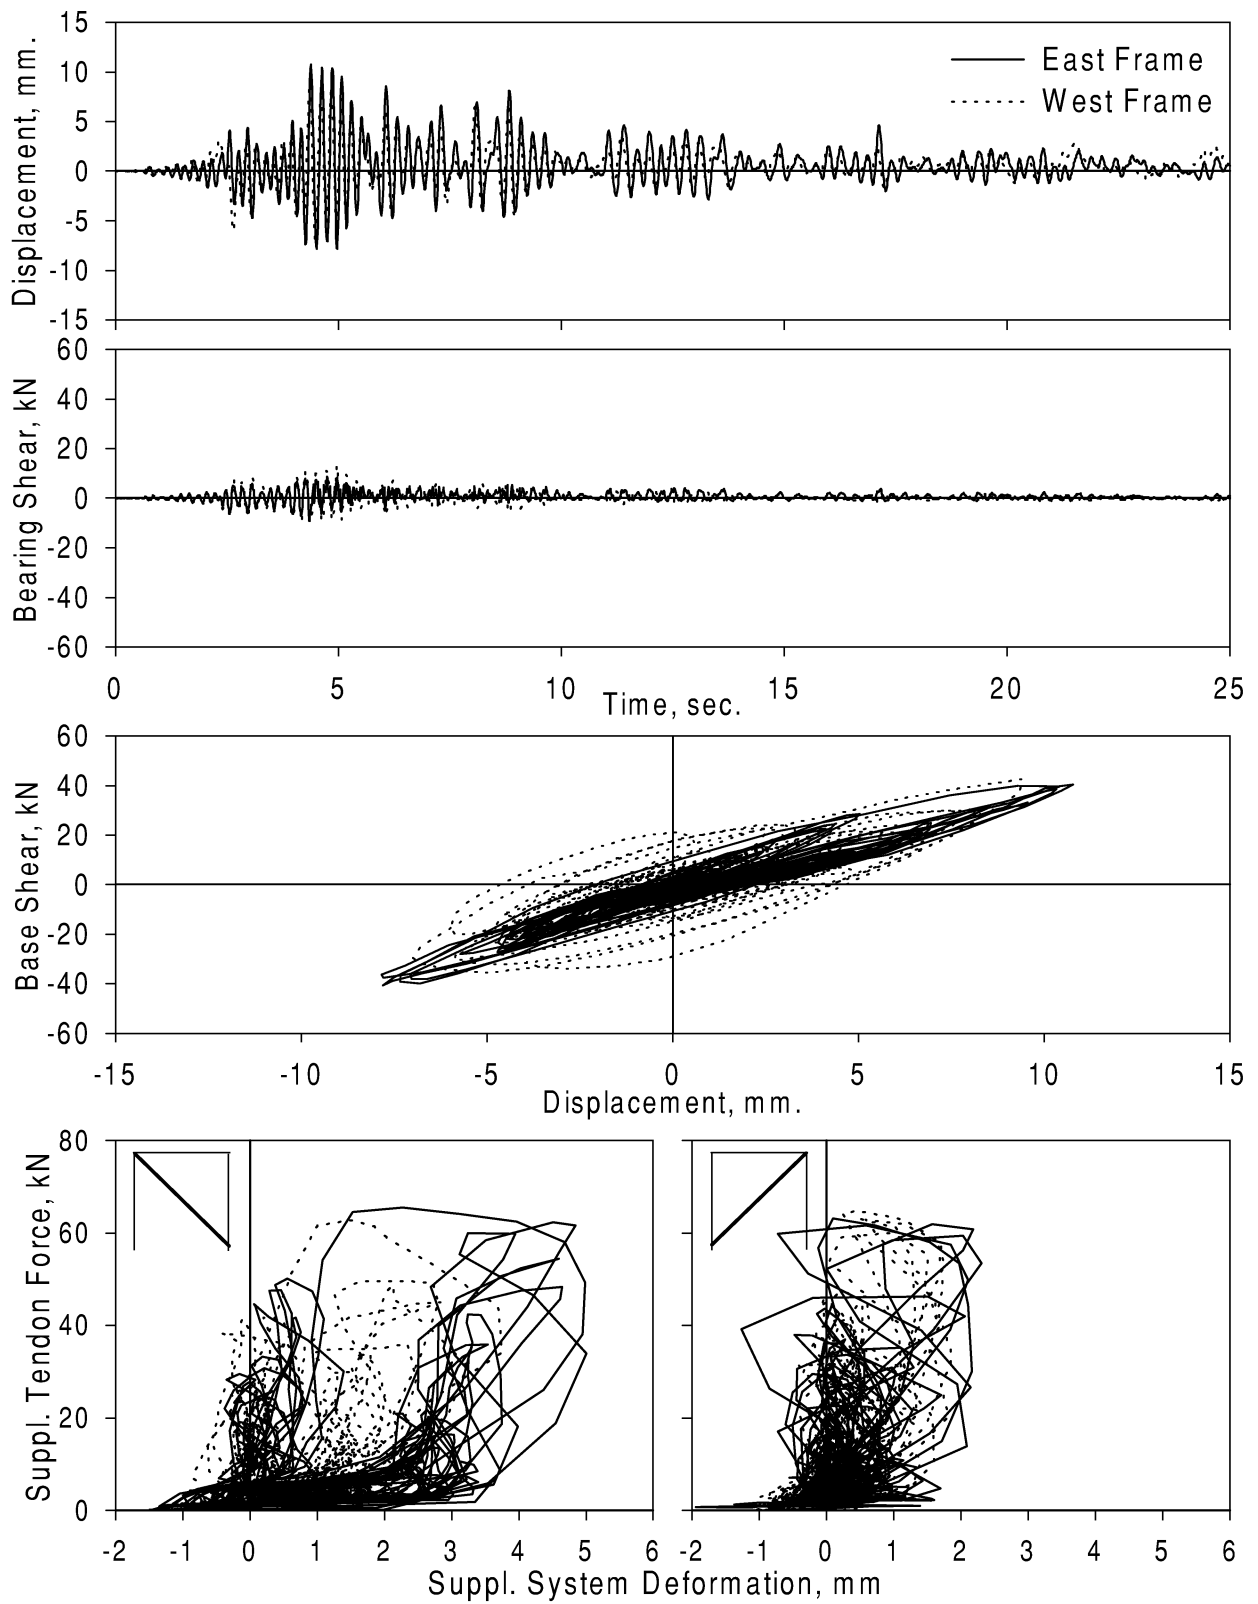 15
10
5
0
-5
-10
-15
Displacement, mm.
East Frame
West Frame
60
40
20
0
-20
-40
-60
Bearing Shear, kN
0 5 10 15 20 25
Time, sec.
60
40
20
0
-20
-40
-60
Base Shear, kN
-15 -10 -5 0 5 10 15
Displacement, mm.
80
60
40
20
0
Suppl. Tendon Force, kN
-2 -1 0 1 2 3 4 5 6 -2 -1 0 1 2 3 4 5 6
Suppl. System Deformation, mm